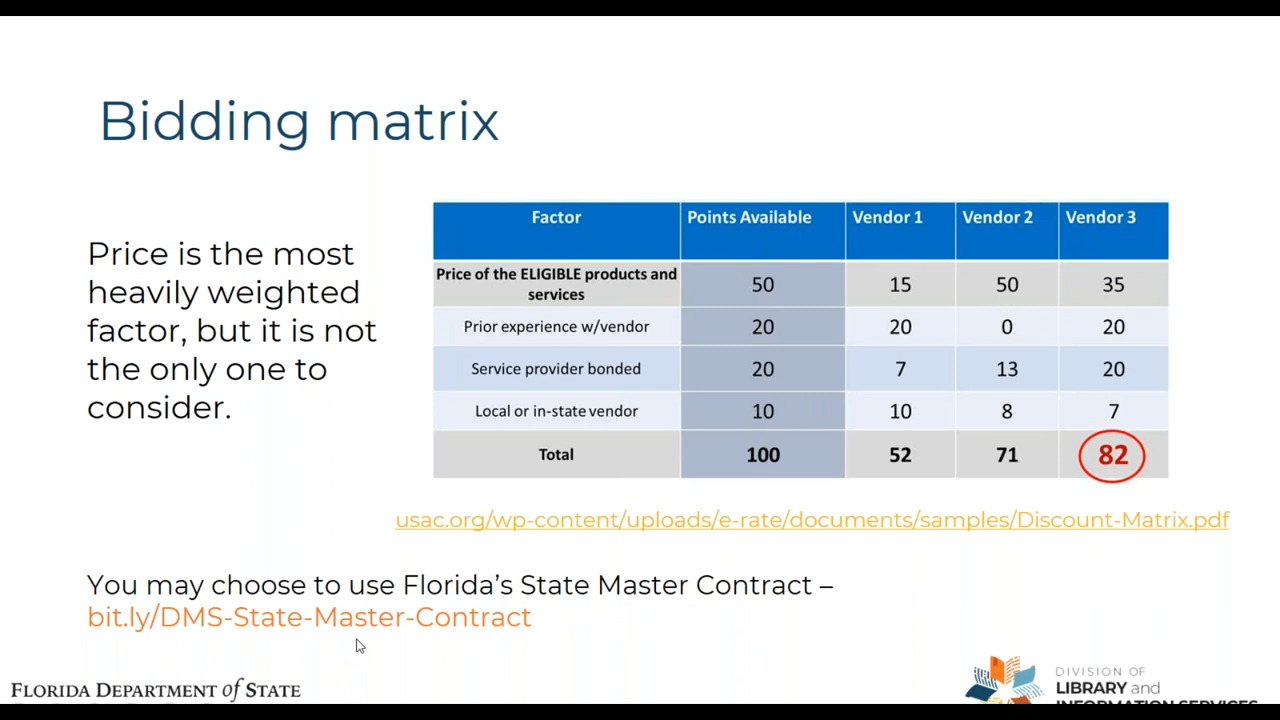 Bidding matrix
Price is the most
heavily weighted
factor, but it is not
the only one to
consider.
Factor Points Available Vendor 1 Vendor 2 Vendor 3
Price of the ELIGIBLE products and
services 50 15 50 35
Prior experience w/vendor 20 20 0 20
Service provider bonded 20 7 13 20
Local or in-state vendor 10 10 8 7
Total 100 52 71 82
usac.org/wp-content/uploads/e-rate/documents/samples/Discount-Matrix.pdf
You may choose to use Florida's State Master Contract –
bit.ly/DMS-State-Master-Contract
FLORIDA DEPARTMENT of STATE
DIVISION OF
LIBRARY and
INFORMATION SERVICES